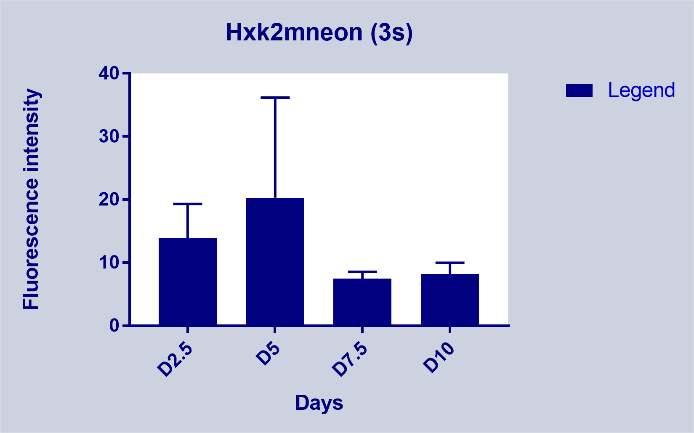 Hxk2mneon (3s)
Legend
Fluorescence intensity
40
30
20
10
0
D2.5
D5
D7.5
D10
Days